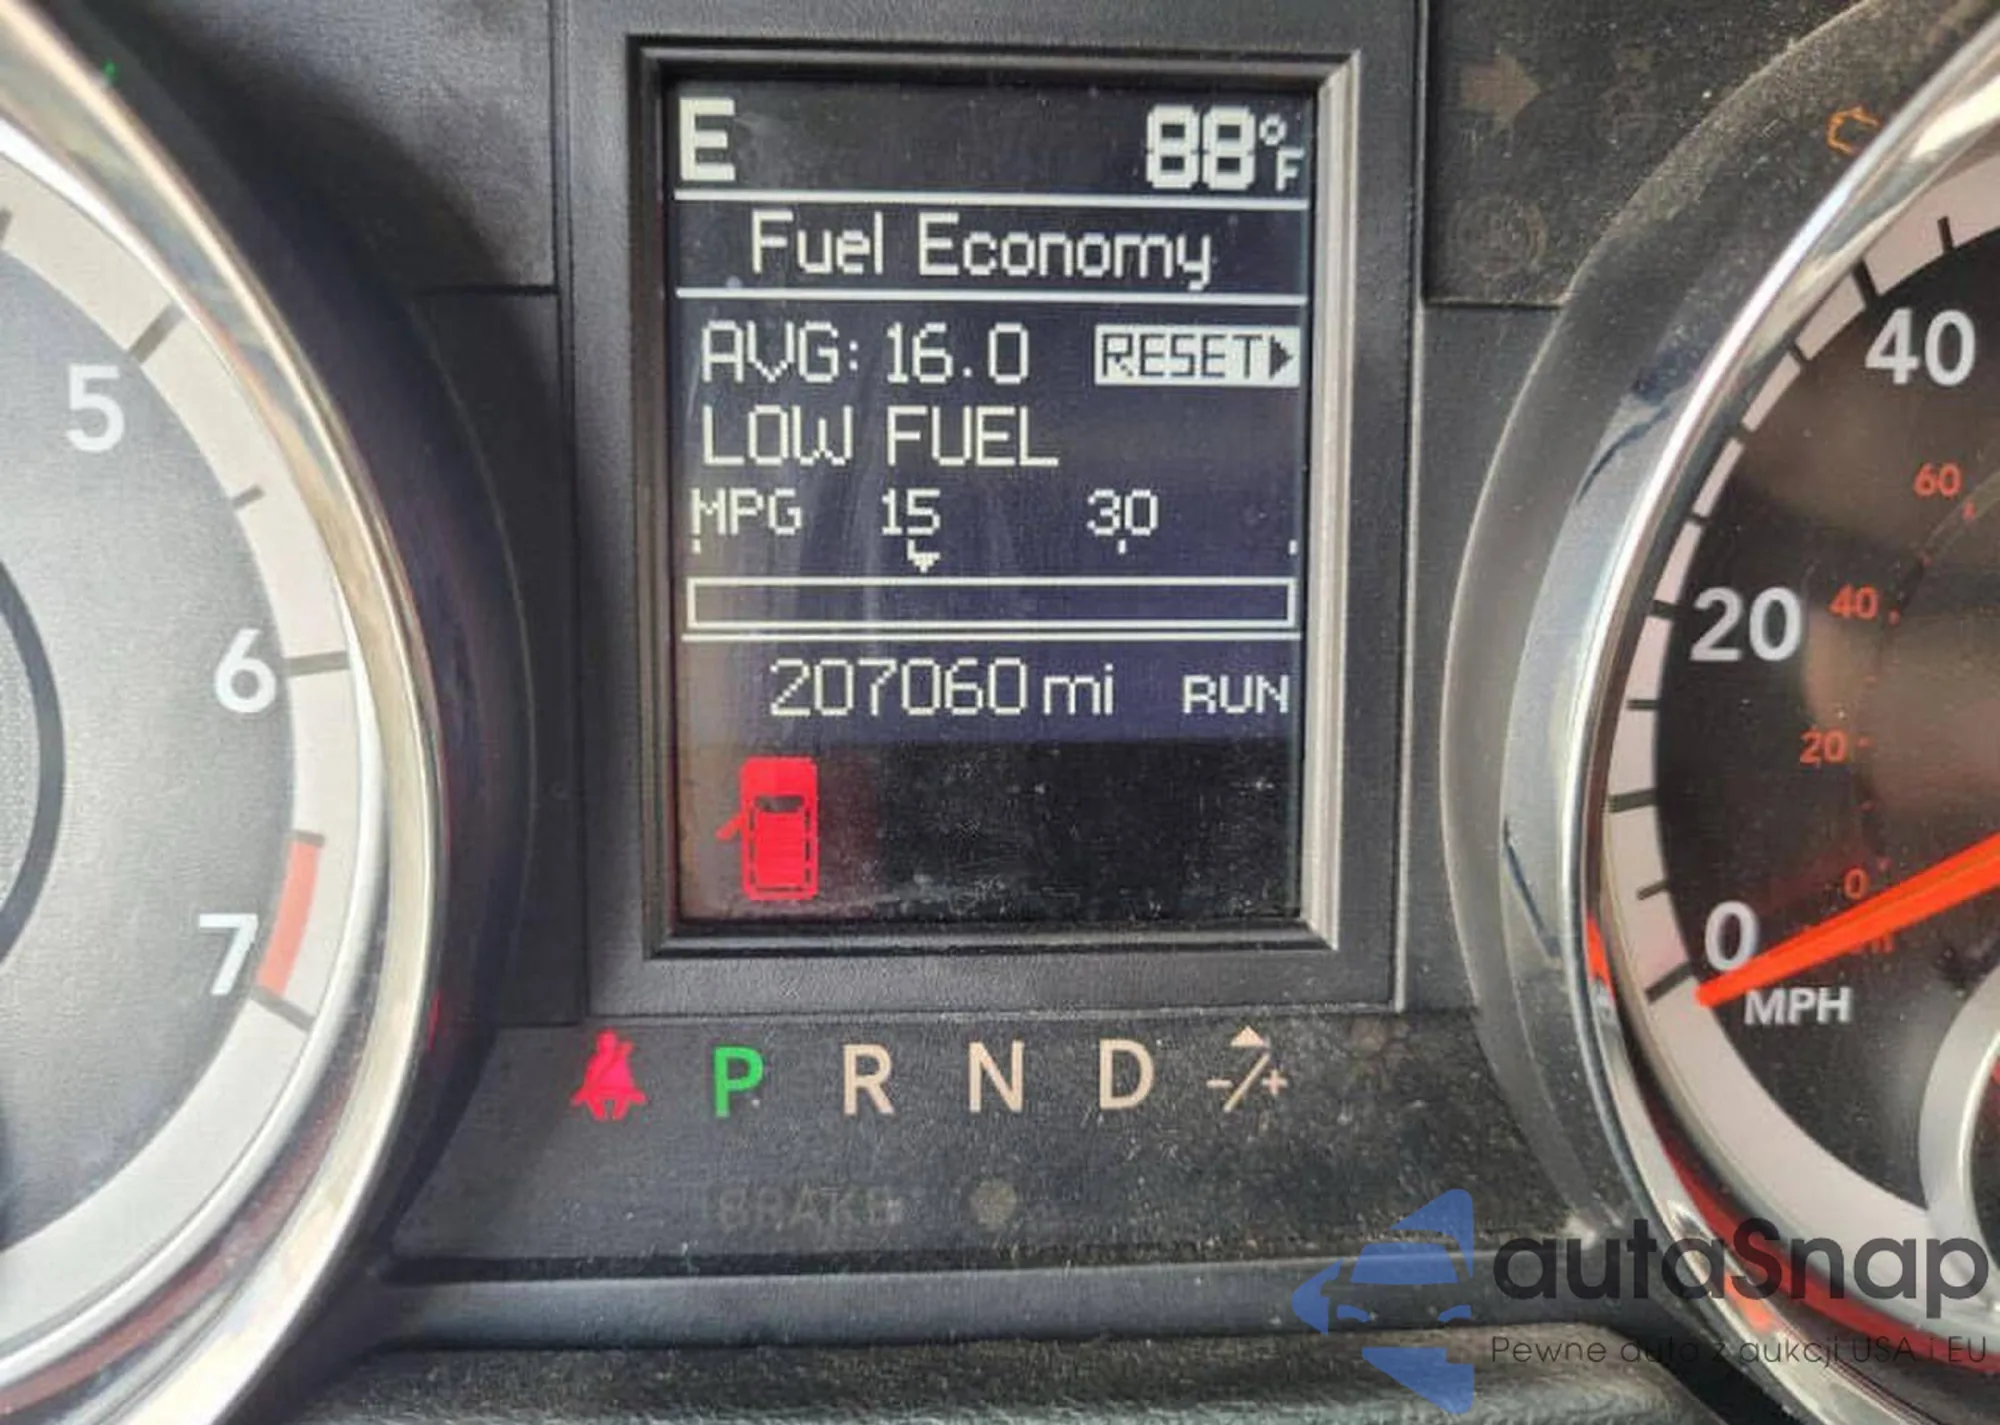 E 88°F
Fuel Economy
AVG: 16.0 RESET
LOW FUEL
MPG 15 30
207060 mi RUN
5
6
7
40
60
20 40
20
0 0
MPH
P R N D -/+
BRAKE
autaSnap
Pewne auta z aukcji USA i EU